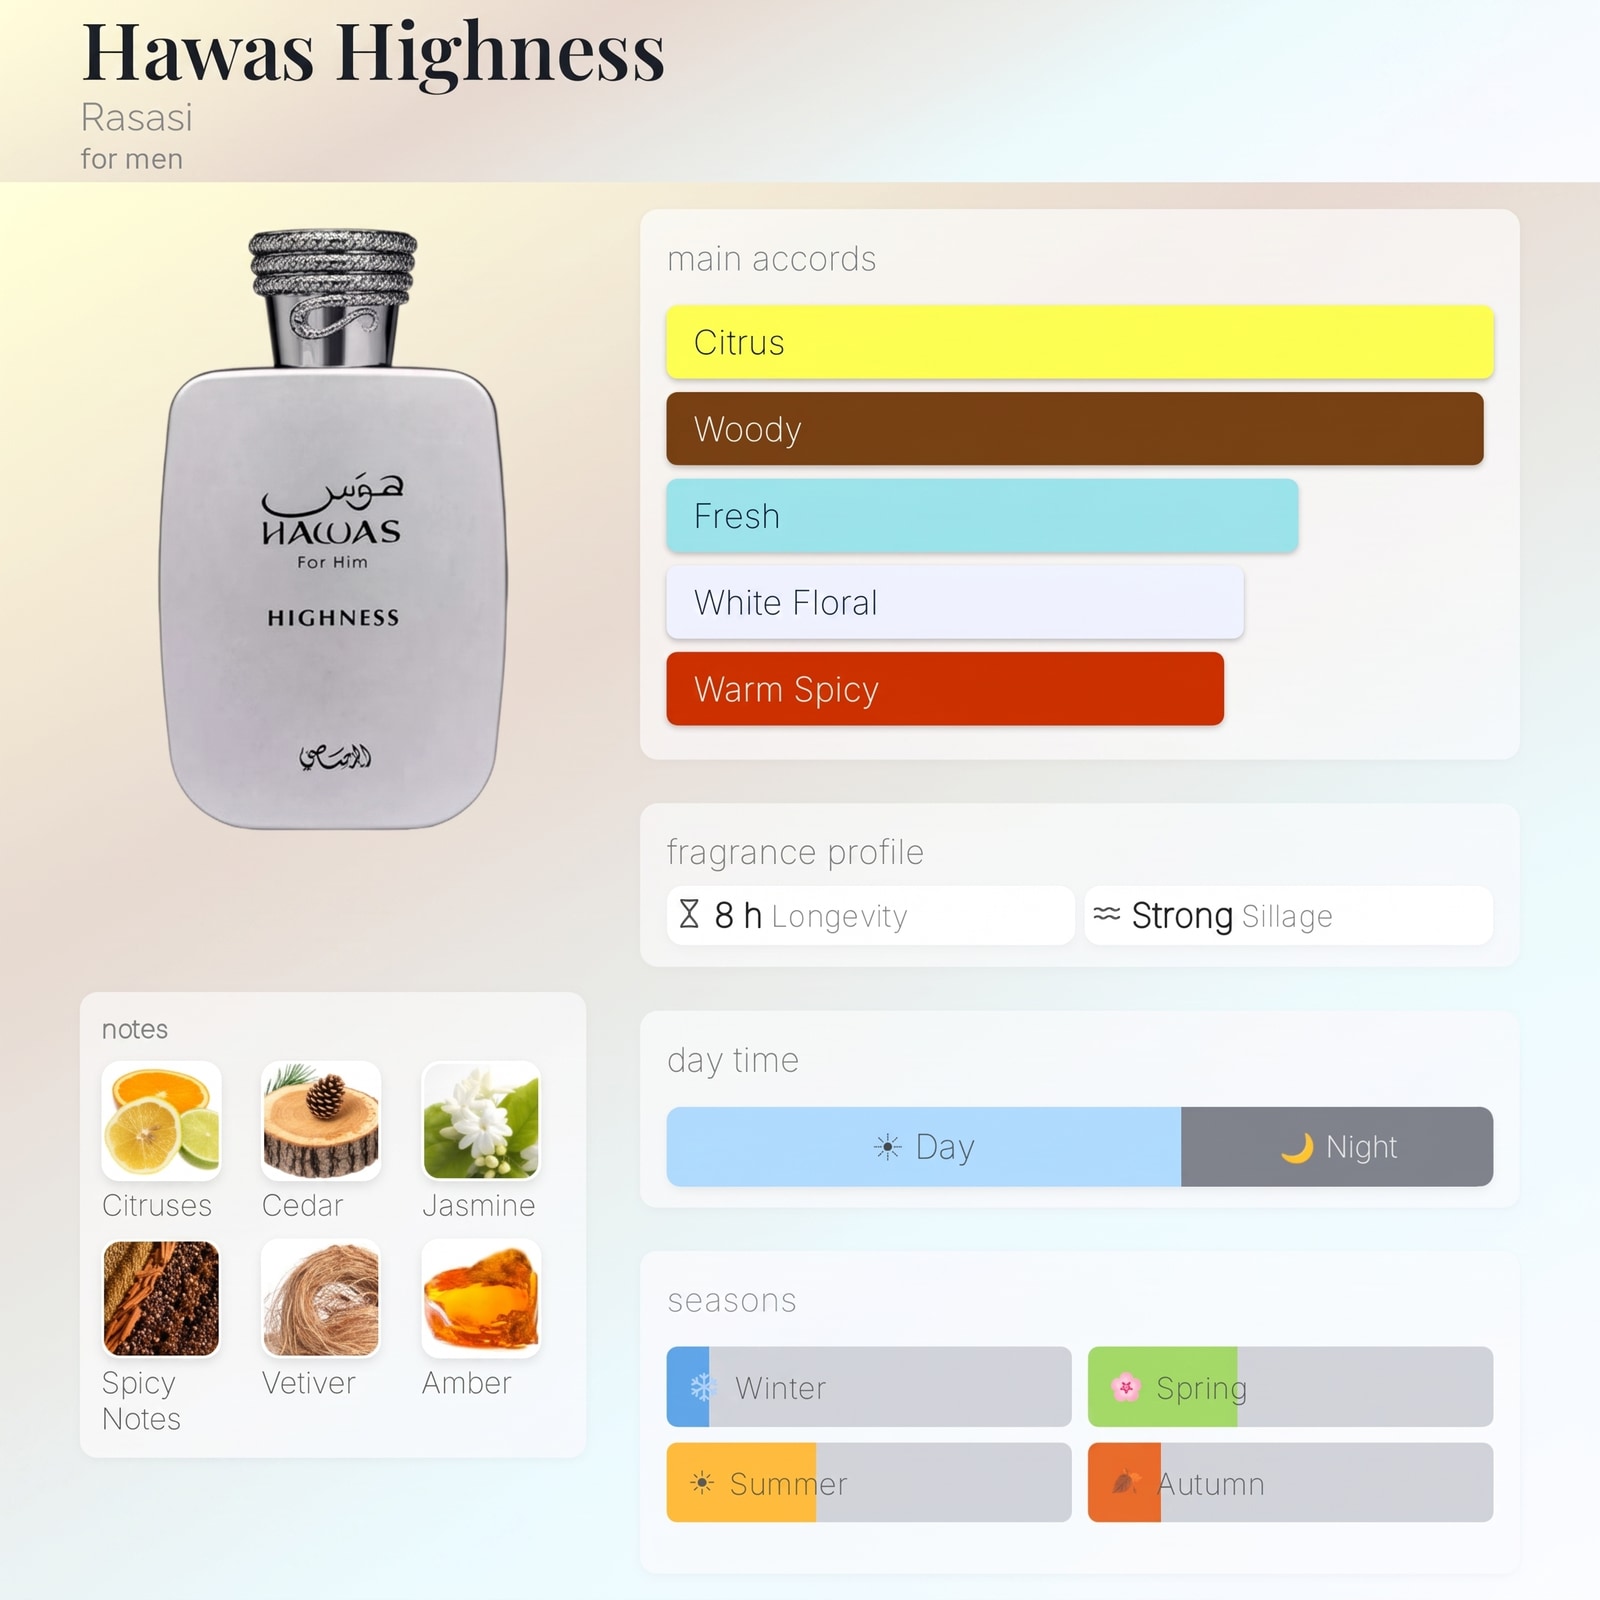 Hawas Highness
Rasasi
for men
هوَس
HAWAS
For Him
HIGHNESS
الرصاصي
main accords
Citrus
Woody
Fresh
White Floral
Warm Spicy
fragrance profile
8 h Longevity
Strong Sillage
day time
Day
Night
notes
Citruses
Cedar
Jasmine
Spicy
Notes
Vetiver
Amber
seasons
Winter
Spring
Summer
Autumn